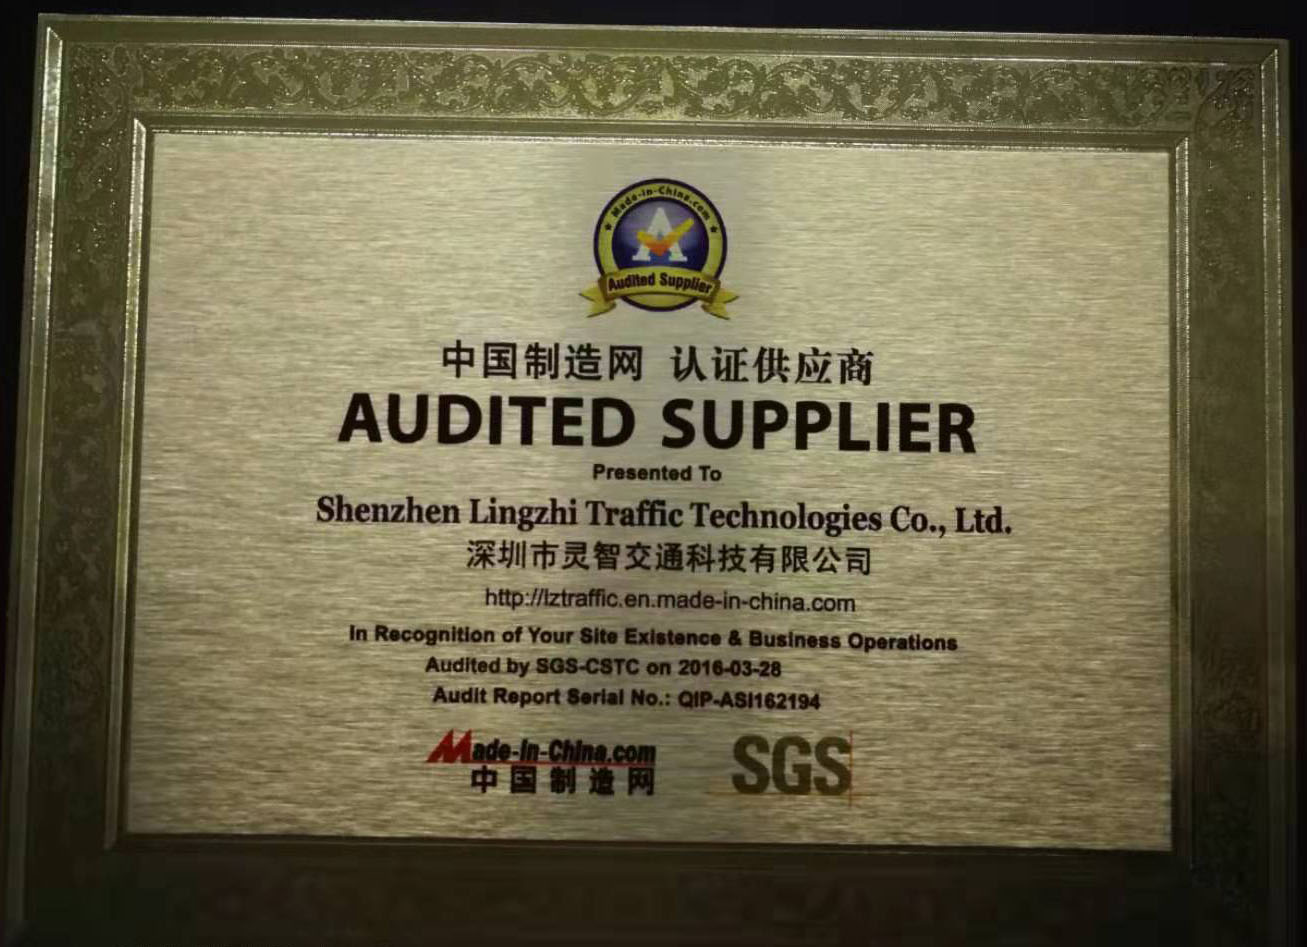 Made-in-China.com
A
Audited Supplier
中国制造网 认证供应商
AUDITED SUPPLIER
Presented To
Shenzhen Lingzhi Traffic Technologies Co., Ltd.
深圳市灵智交通科技有限公司
http://lztraffic.en.made-in-china.com
In Recognition of Your Site Existence & Business Operations
Audited by SGS-CSTC on 2016-03-28
Audit Report Serial No.: QIP-ASI162194
Made-in-China.com
中国制造网
SGS